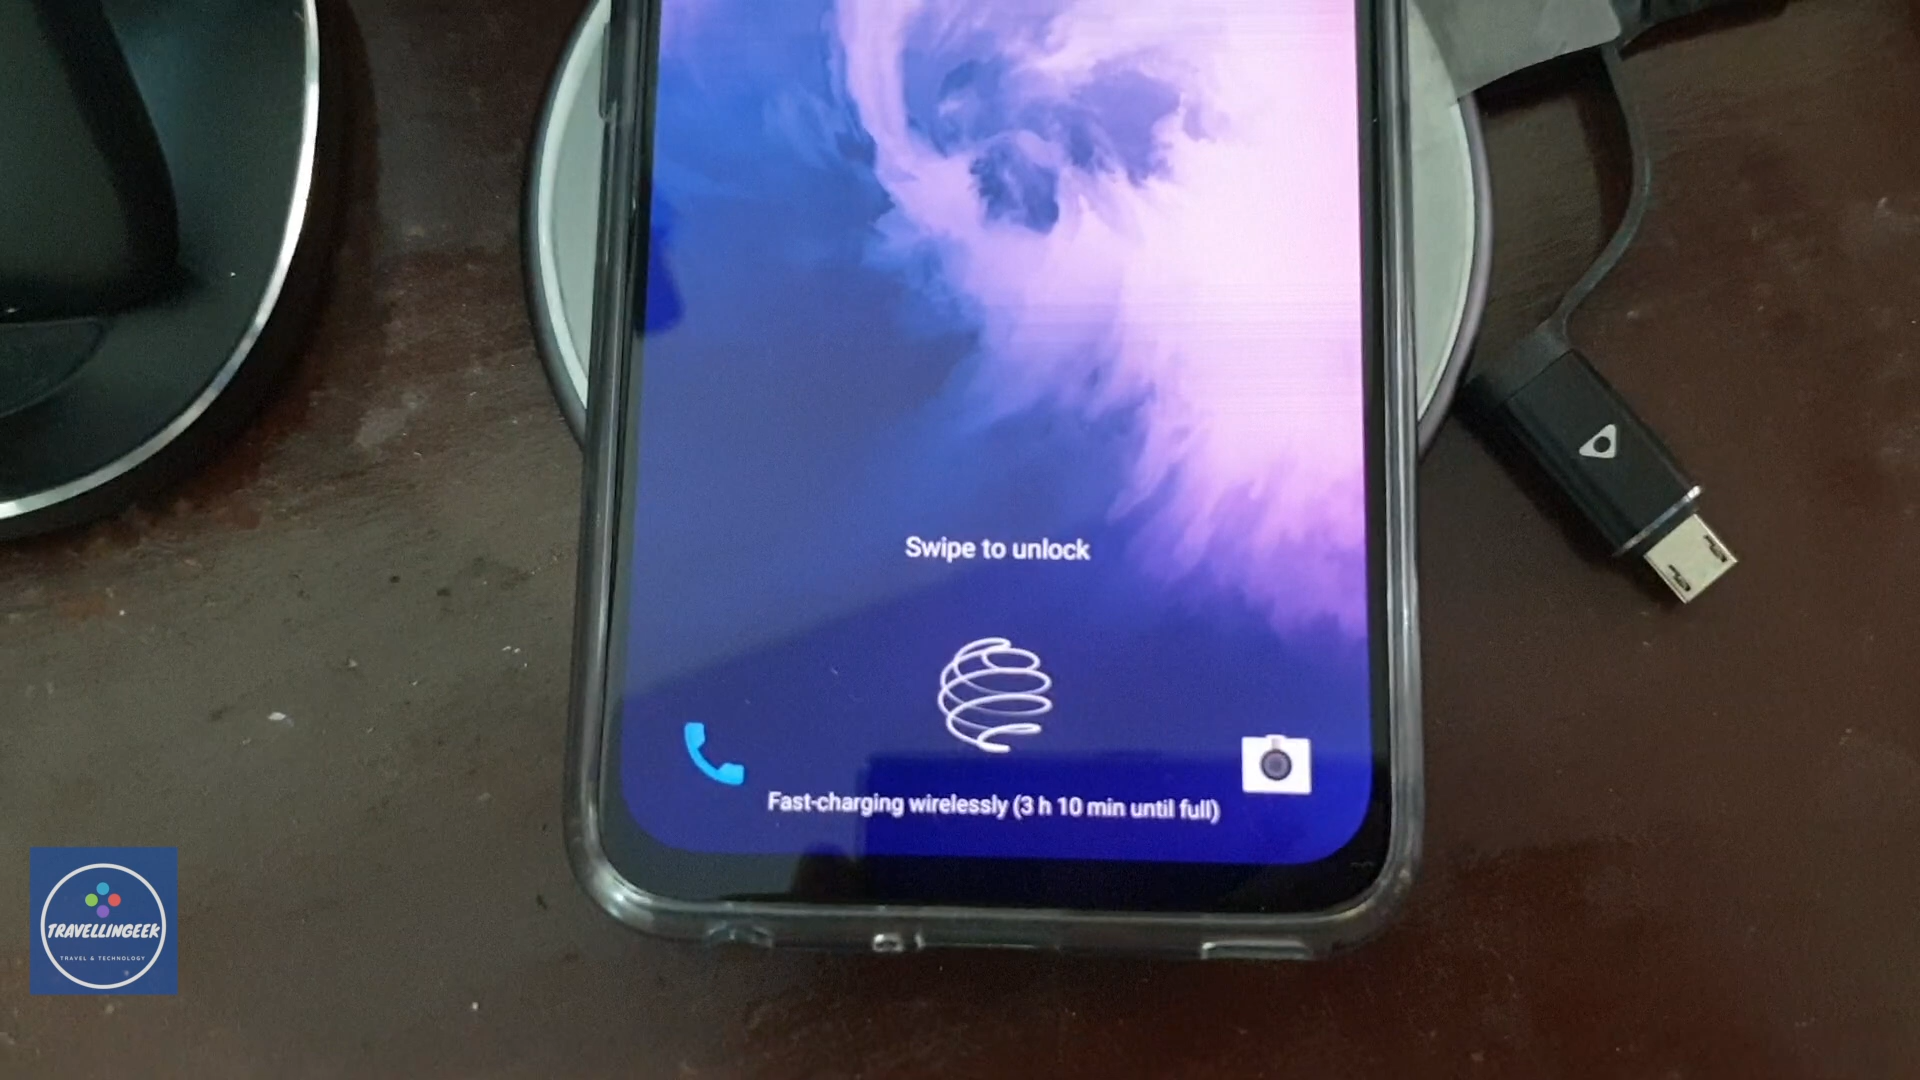 Swipe to unlock
Fast-charging wirelessly (3 h 10 min until full)
TRAVELLINGEEK
TRAVEL & TECHNOLOGY